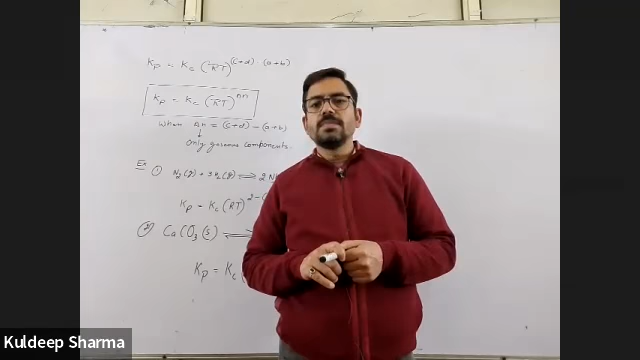 Kp = Kc (RT)^(c+d) - (a+b)
Kp = Kc (RT)^Δn
When Δn = (c+d) - (a+b)
↓
Only gaseous components.
Ex ① N₂(g) + 3H₂(g) ⇌ 2N
Kp = Kc (RT)^2-(
② CaCO₃(s) ⇌
Kp = Kc (
Kuldeep Sharma